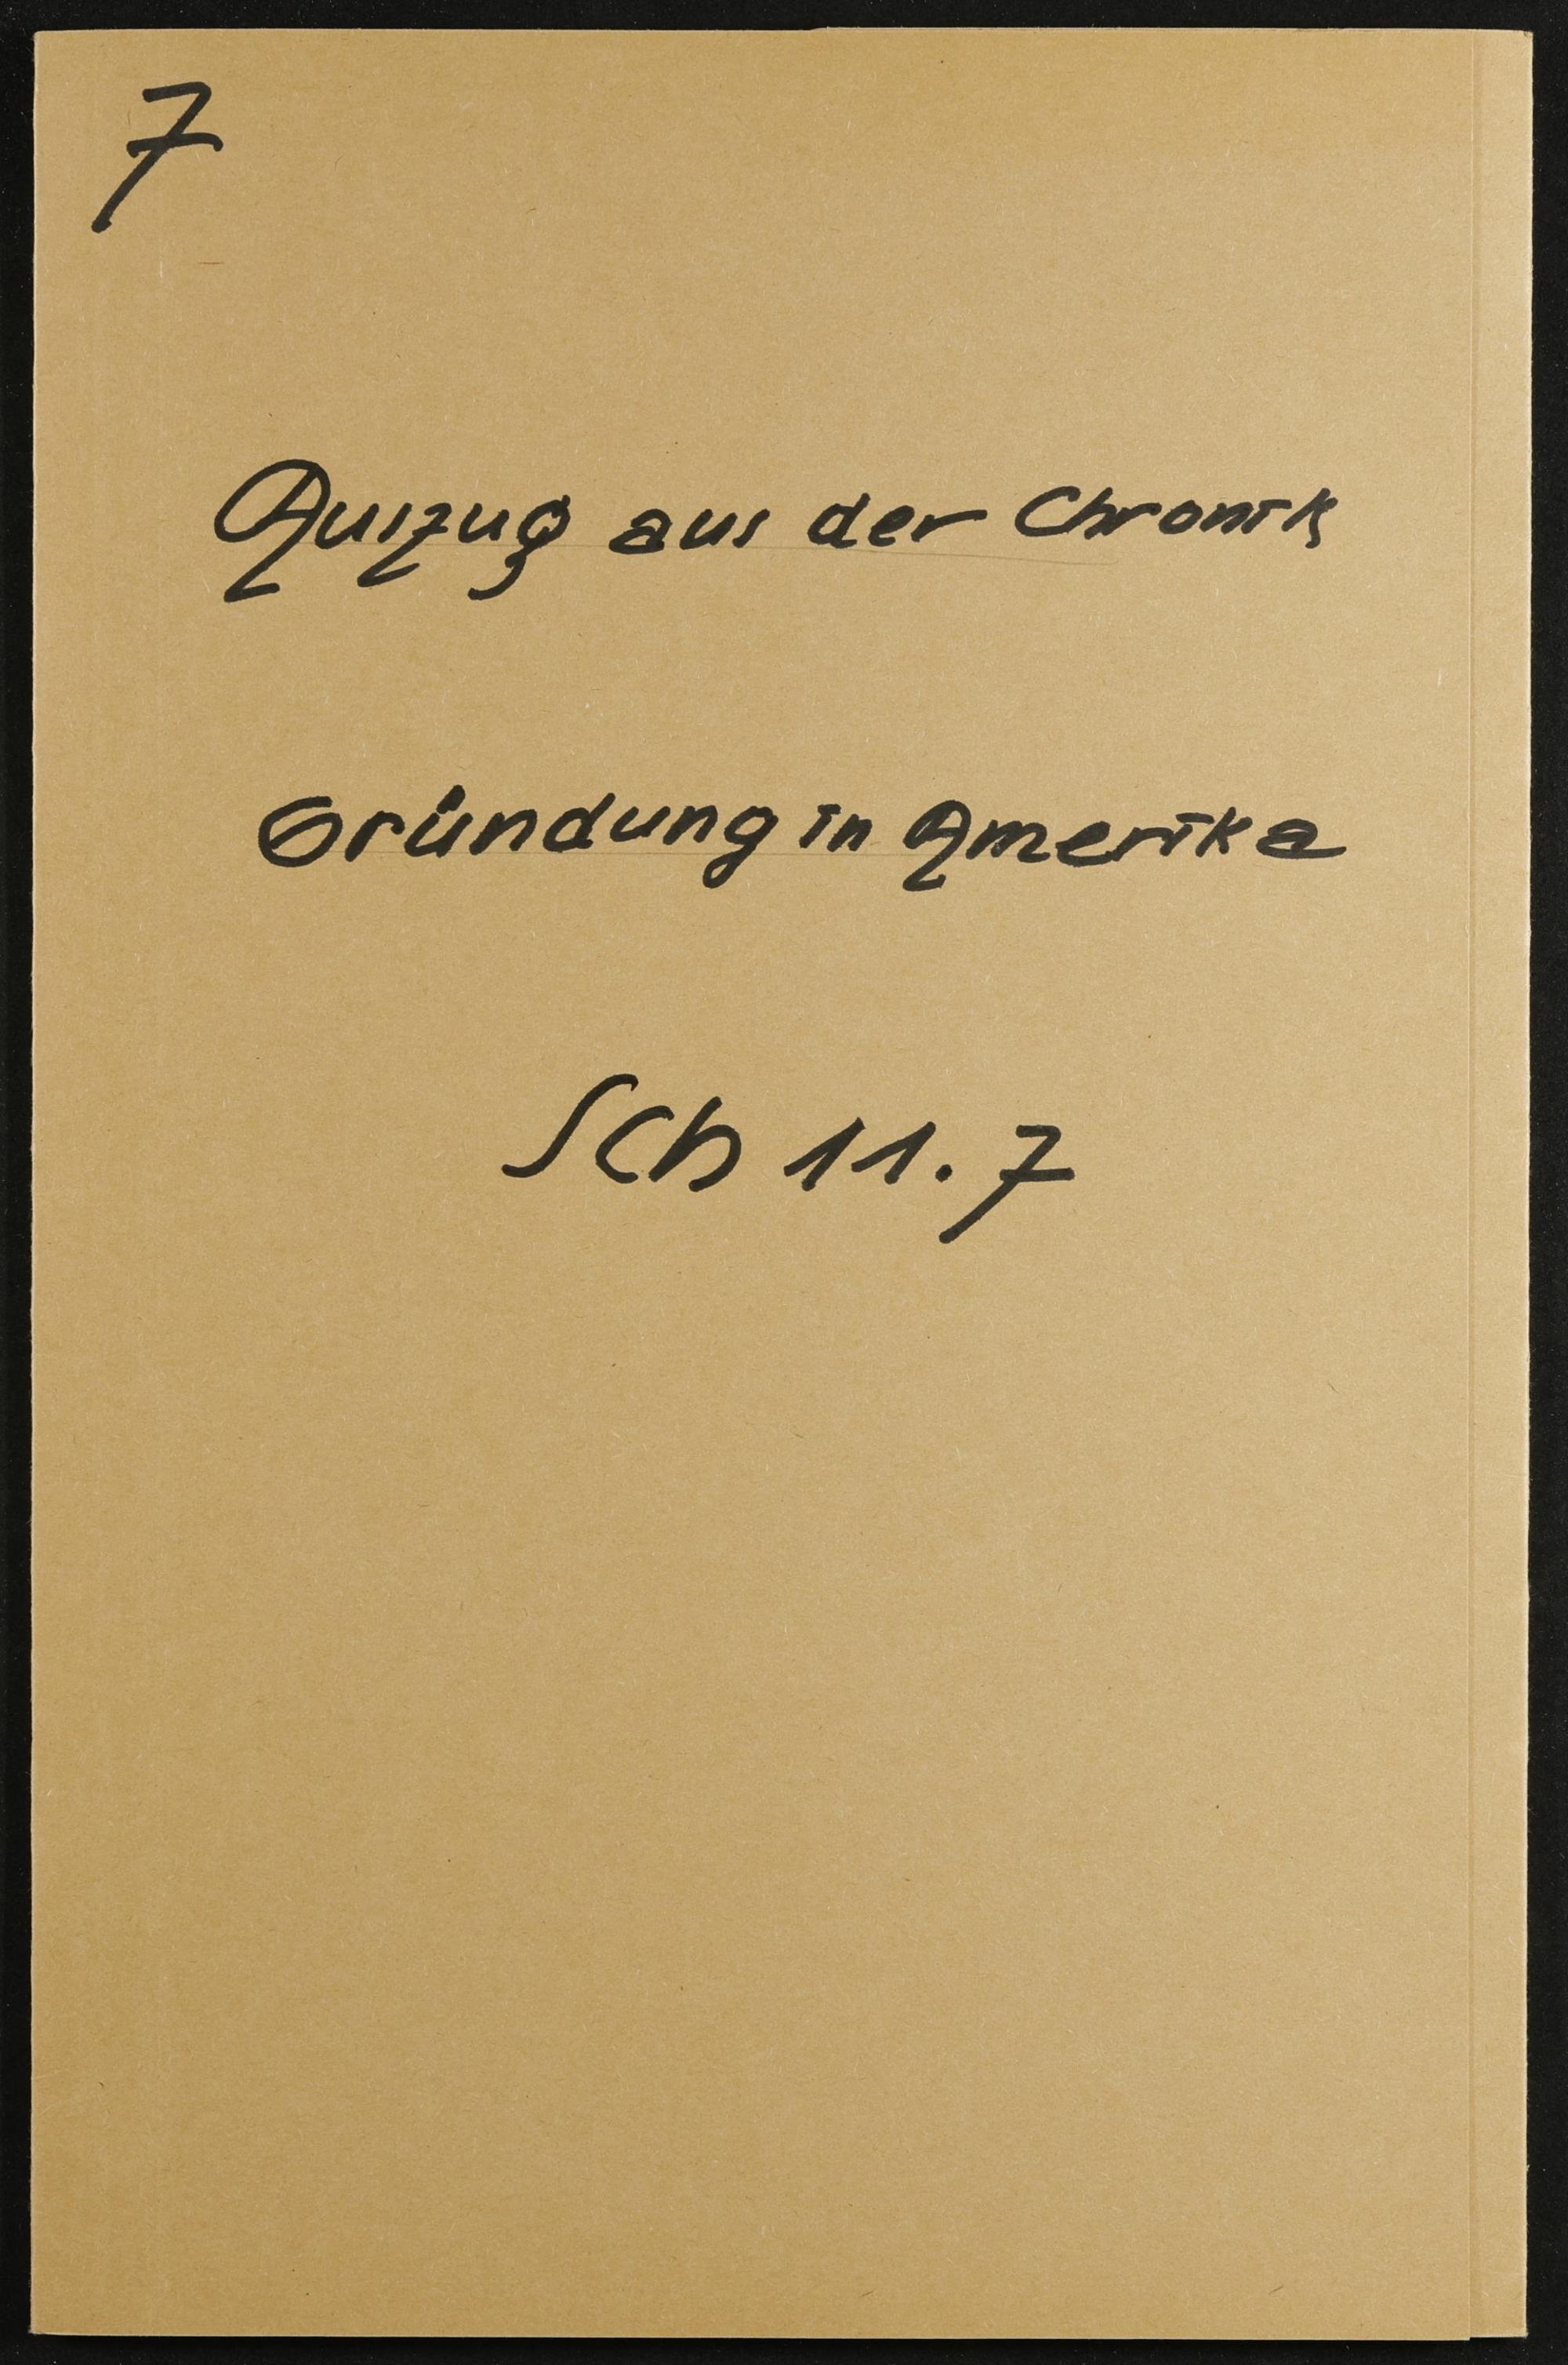 7
Auszug aus der Chronik
Gründung in Amerika
Sch 11.7